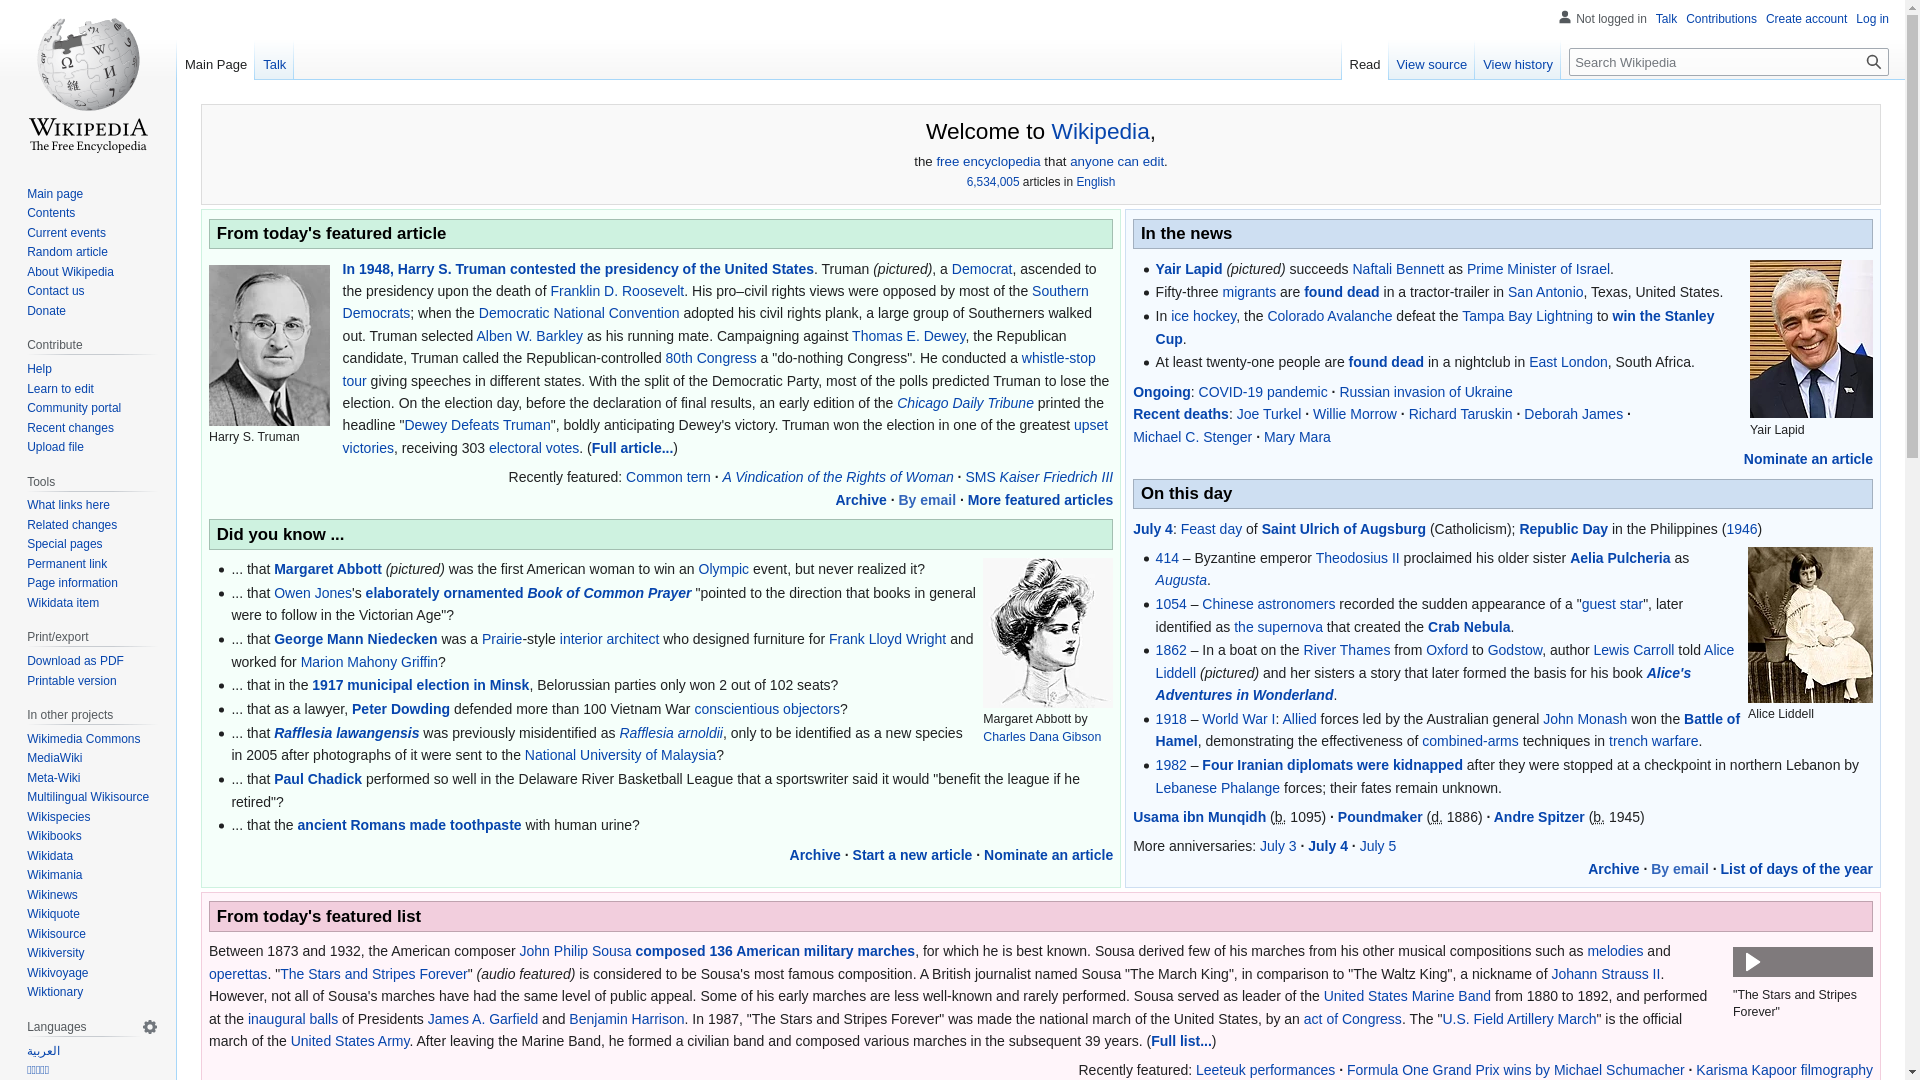 Not logged in Talk Contributions Create account Log in
Main Page Talk
Read View source View history Search Wikipedia
WIKIPEDIA
The Free Encyclopedia
Main page
Contents
Current events
Random article
About Wikipedia
Contact us
Donate
Contribute
Help
Learn to edit
Community portal
Recent changes
Upload file
Tools
What links here
Related changes
Special pages
Permanent link
Page information
Wikidata item
Print/export
Download as PDF
Printable version
In other projects
Wikimedia Commons
MediaWiki
Meta-Wiki
Multilingual Wikisource
Wikispecies
Wikibooks
Wikidata
Wikimania
Wikinews
Wikiquote
Wikisource
Wikiversity
Wikivoyage
Wiktionary
Languages
العربية
Welcome to Wikipedia,
the free encyclopedia that anyone can edit.
6,534,005 articles in English
From today's featured article
Harry S. Truman
In 1948, Harry S. Truman contested the presidency of the United States. Truman (pictured), a Democrat, ascended to
the presidency upon the death of Franklin D. Roosevelt. His pro–civil rights views were opposed by most of the Southern
Democrats; when the Democratic National Convention adopted his civil rights plank, a large group of Southerners walked
out. Truman selected Alben W. Barkley as his running mate. Campaigning against Thomas E. Dewey, the Republican
candidate, Truman called the Republican-controlled 80th Congress a "do-nothing Congress". He conducted a whistle-stop
tour giving speeches in different states. With the split of the Democratic Party, most of the polls predicted Truman to lose the
election. On the election day, before the declaration of final results, an early edition of the Chicago Daily Tribune printed the
headline "Dewey Defeats Truman", boldly anticipating Dewey's victory. Truman won the election in one of the greatest upset
victories, receiving 303 electoral votes. (Full article...)
Recently featured: Common tern · A Vindication of the Rights of Woman · SMS Kaiser Friedrich III
Archive · By email · More featured articles
Did you know ...
Margaret Abbott by
Charles Dana Gibson
... that Margaret Abbott (pictured) was the first American woman to win an Olympic event, but never realized it?
... that Owen Jones's elaborately ornamented Book of Common Prayer "pointed to the direction that books in general
were to follow in the Victorian Age"?
... that George Mann Niedecken was a Prairie-style interior architect who designed furniture for Frank Lloyd Wright and
worked for Marion Mahony Griffin?
... that in the 1917 municipal election in Minsk, Belorussian parties only won 2 out of 102 seats?
... that as a lawyer, Peter Dowding defended more than 100 Vietnam War conscientious objectors?
... that Rafflesia lawangensis was previously misidentified as Rafflesia arnoldii, only to be identified as a new species
in 2005 after photographs of it were sent to the National University of Malaysia?
... that Paul Chadick performed so well in the Delaware River Basketball League that a sportswriter said it would "benefit the league if he
retired"?
... that the ancient Romans made toothpaste with human urine?
Archive · Start a new article · Nominate an article
In the news
Yair Lapid
Yair Lapid (pictured) succeeds Naftali Bennett as Prime Minister of Israel.
Fifty-three migrants are found dead in a tractor-trailer in San Antonio, Texas, United States.
In ice hockey, the Colorado Avalanche defeat the Tampa Bay Lightning to win the Stanley
Cup.
At least twenty-one people are found dead in a nightclub in East London, South Africa.
Ongoing: COVID-19 pandemic · Russian invasion of Ukraine
Recent deaths: Joe Turkel · Willie Morrow · Richard Taruskin · Deborah James ·
Michael C. Stenger · Mary Mara
Nominate an article
On this day
July 4: Feast day of Saint Ulrich of Augsburg (Catholicism); Republic Day in the Philippines (1946)
Alice Liddell
414 – Byzantine emperor Theodosius II proclaimed his older sister Aelia Pulcheria as
Augusta.
1054 – Chinese astronomers recorded the sudden appearance of a "guest star", later
identified as the supernova that created the Crab Nebula.
1862 – In a boat on the River Thames from Oxford to Godstow, author Lewis Carroll told Alice
Liddell (pictured) and her sisters a story that later formed the basis for his book Alice's
Adventures in Wonderland.
1918 – World War I: Allied forces led by the Australian general John Monash won the Battle of
Hamel, demonstrating the effectiveness of combined-arms techniques in trench warfare.
1982 – Four Iranian diplomats were kidnapped after they were stopped at a checkpoint in northern Lebanon by
Lebanese Phalange forces; their fates remain unknown.
Usama ibn Munqidh (b. 1095) · Poundmaker (d. 1886) · Andre Spitzer (b. 1945)
More anniversaries: July 3 · July 4 · July 5
Archive · By email · List of days of the year
From today's featured list
"The Stars and Stripes
Forever"
Between 1873 and 1932, the American composer John Philip Sousa composed 136 American military marches, for which he is best known. Sousa derived few of his marches from his other musical compositions such as melodies and
operettas. "The Stars and Stripes Forever" (audio featured) is considered to be Sousa's most famous composition. A British journalist named Sousa "The March King", in comparison to "The Waltz King", a nickname of Johann Strauss II.
However, not all of Sousa's marches have had the same level of public appeal. Some of his early marches are less well-known and rarely performed. Sousa served as leader of the United States Marine Band from 1880 to 1892, and performed
at the inaugural balls of Presidents James A. Garfield and Benjamin Harrison. In 1987, "The Stars and Stripes Forever" was made the national march of the United States, by an act of Congress. The "U.S. Field Artillery March" is the official
march of the United States Army. After leaving the Marine Band, he formed a civilian band and composed various marches in the subsequent 39 years. (Full list...)
Recently featured: Leeteuk performances · Formula One Grand Prix wins by Michael Schumacher · Karisma Kapoor filmography